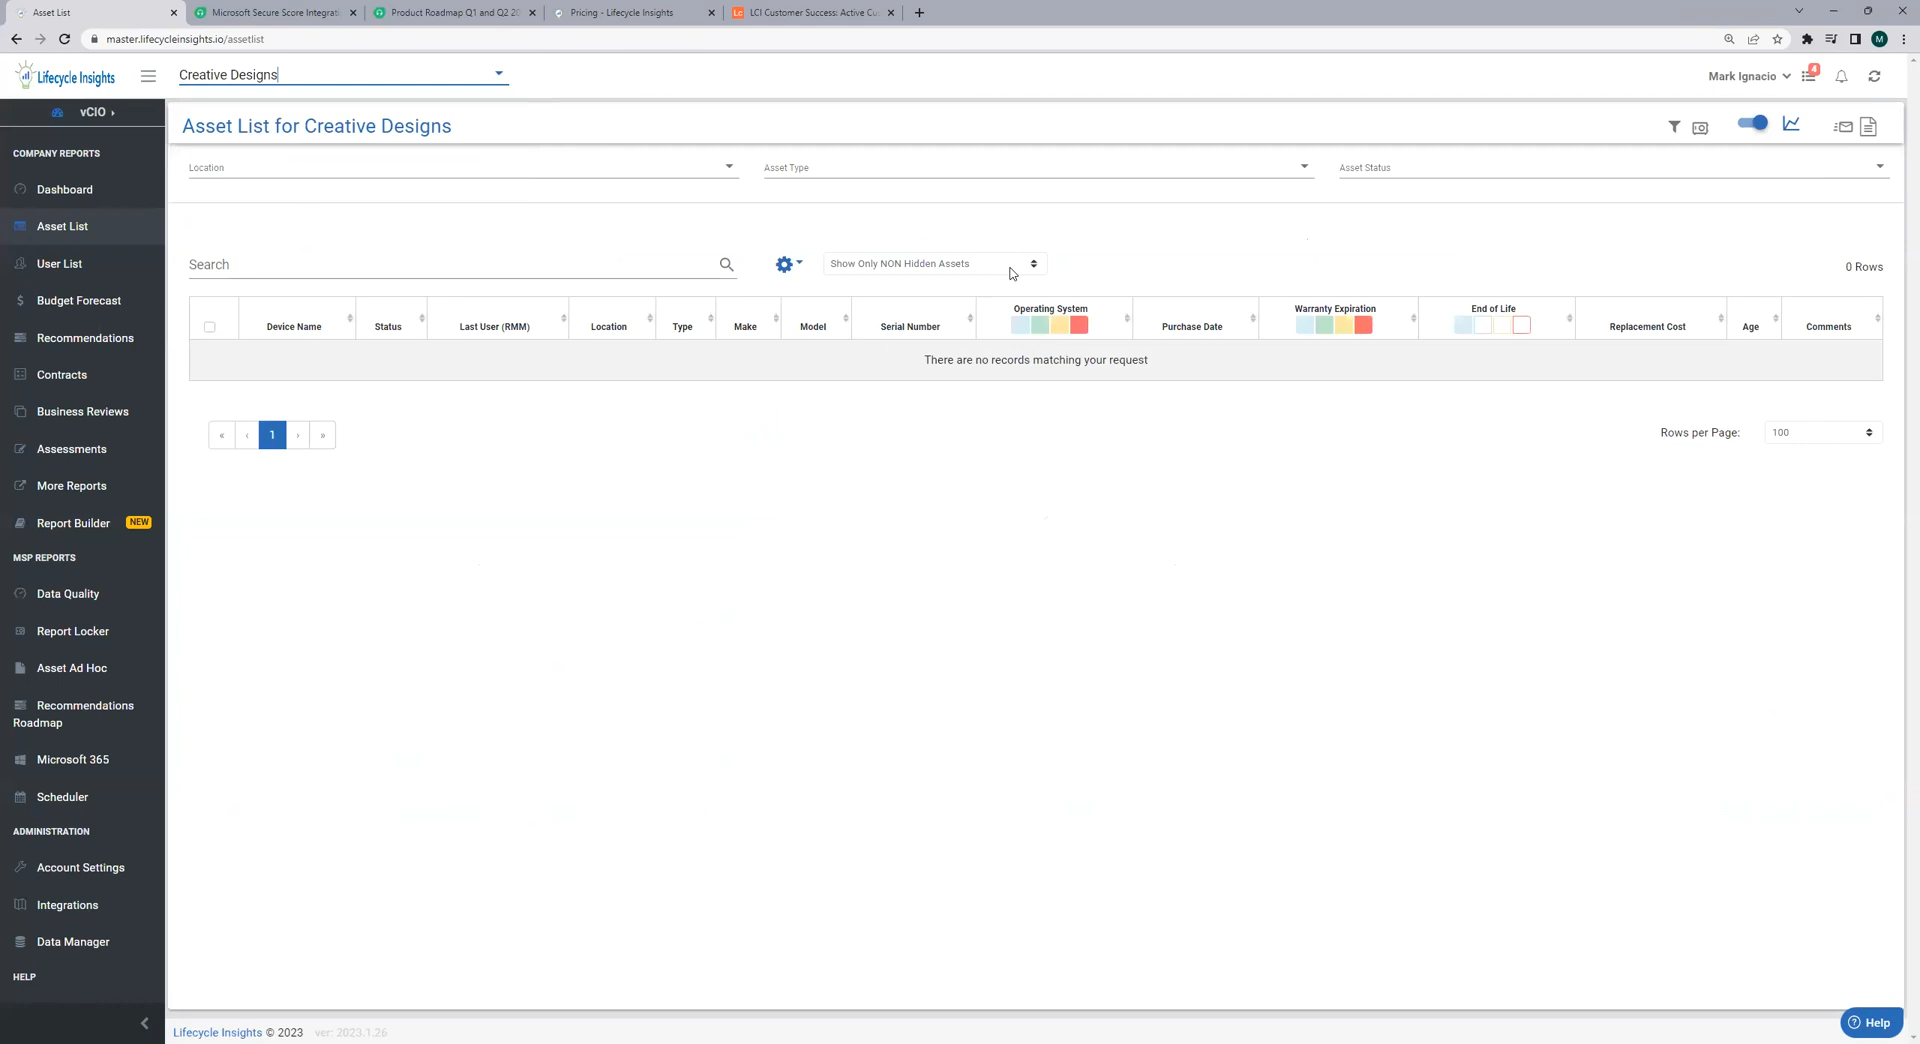 Asset List
Microsoft Secure Score Integrati
Product Roadmap Q1 and Q2 20
Pricing - Lifecycle Insights
LCI Customer Success: Active Cu
master.lifecycleinsights.io/assetlist
M
Lifecycle Insights
Creative Designs
Mark Ignacio
4
vCIO
Asset List for Creative Designs
COMPANY REPORTS
Dashboard
Asset List
User List
Budget Forecast
Recommendations
Contracts
Business Reviews
Assessments
More Reports
Report Builder NEW
MSP REPORTS
Data Quality
Report Locker
Asset Ad Hoc
Recommendations
Roadmap
Microsoft 365
Scheduler
ADMINISTRATION
Account Settings
Integrations
Data Manager
HELP
Location
Asset Type
Asset Status
Search
Show Only NON Hidden Assets
0 Rows
Device Name
Status
Last User (RMM)
Location
Type
Make
Model
Serial Number
Operating System
Purchase Date
Warranty Expiration
End of Life
Replacement Cost
Age
Comments
There are no records matching your request
« ‹ 1 › »
Rows per Page: 100
Lifecycle Insights © 2023 ver: 2023.1.26
Help